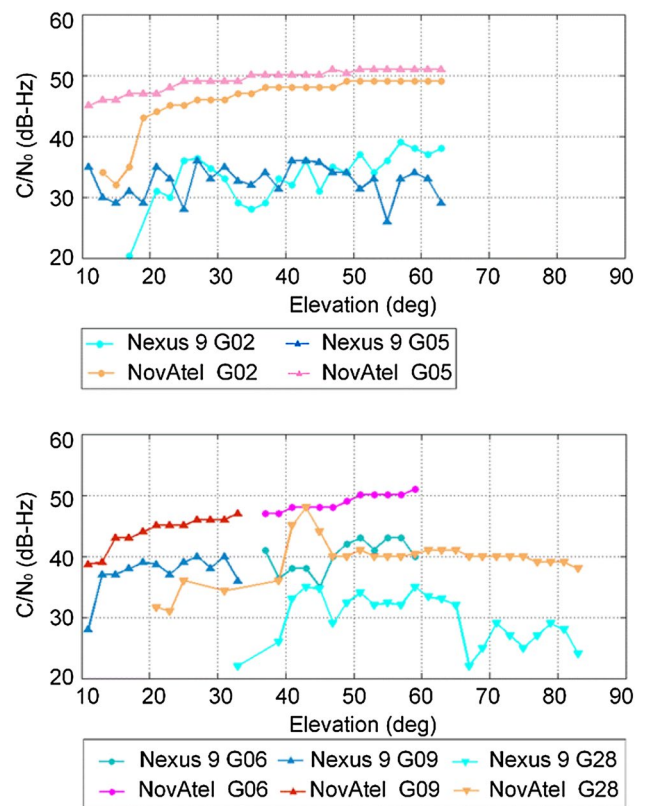 60
50
40
30
20
C/N₀ (dB-Hz)
10 20 30 40 50 60 70 80 90
Elevation (deg)
Nexus 9 G02 Nexus 9 G05
NovAtel G02 NovAtel G05
60
50
40
30
20
C/N₀ (dB-Hz)
10 20 30 40 50 60 70 80 90
Elevation (deg)
Nexus 9 G06 Nexus 9 G09 Nexus 9 G28
NovAtel G06 NovAtel G09 NovAtel G28